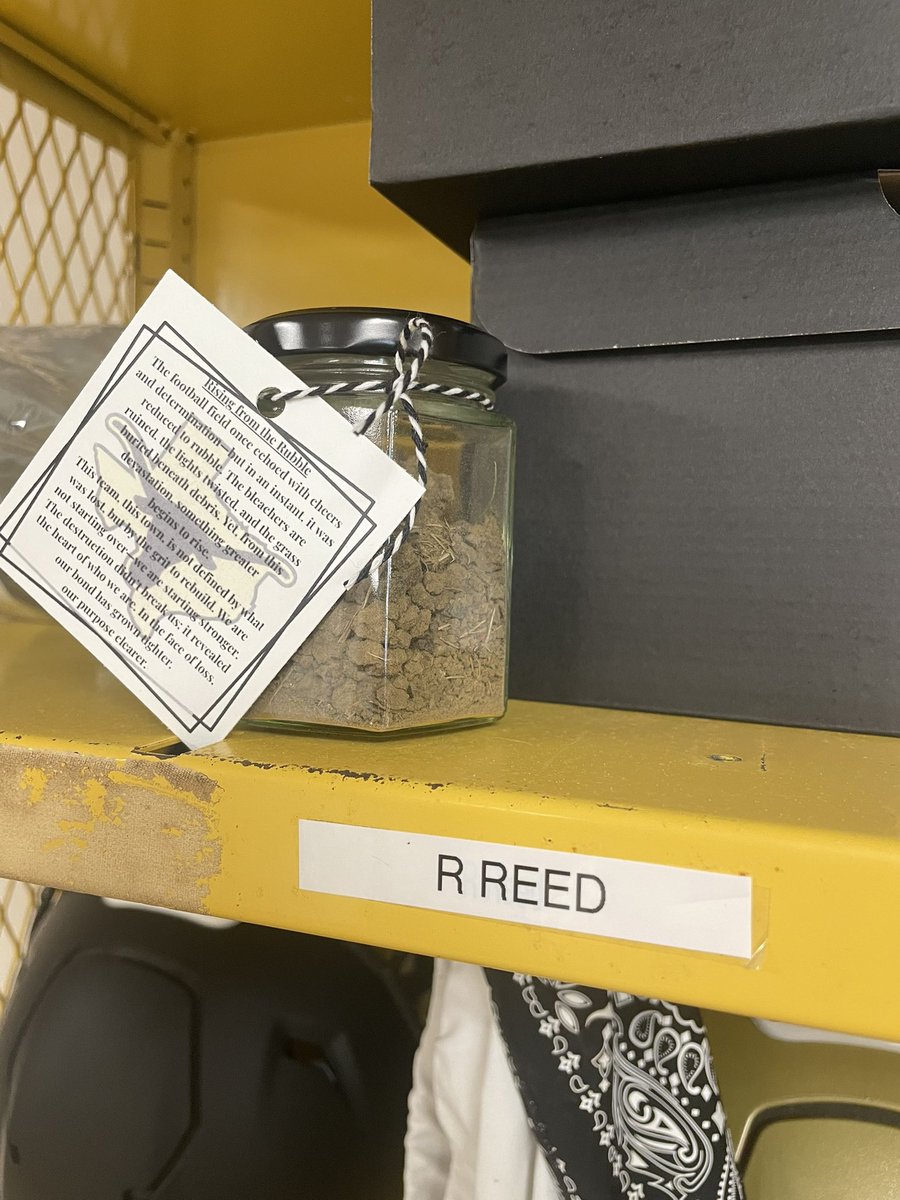 Rising from the Rubble
The football field once echoed with cheers
and determination—but in an instant, it was
reduced to rubble. The bleachers are
ruined, the lights twisted, and the grass
buried beneath debris. Yet, from this
devastation, something greater
begins to rise.
This team, this town, is not defined by what
was lost, but by the grit to rebuild. We are
not starting over, we are starting stronger.
The destruction didn't break us; it revealed
the heart of who we are. In the face of loss,
our bond has grown tighter,
our purpose clearer.
R REED